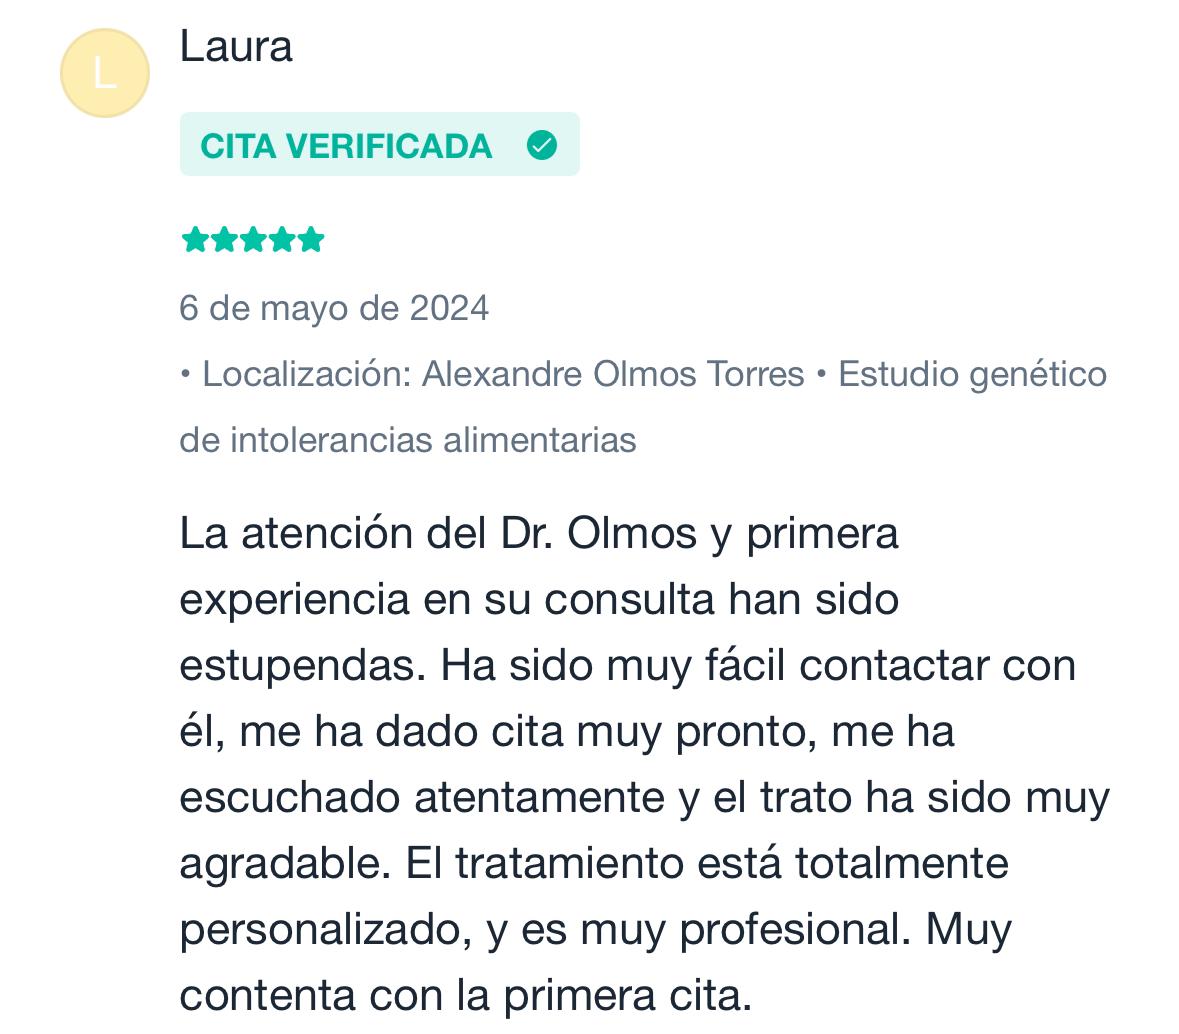 L
Laura
CITA VERIFICADA
6 de mayo de 2024
• Localización: Alexandre Olmos Torres • Estudio genético
de intolerancias alimentarias
La atención del Dr. Olmos y primera
experiencia en su consulta han sido
estupendas. Ha sido muy fácil contactar con
él, me ha dado cita muy pronto, me ha
escuchado atentamente y el trato ha sido muy
agradable. El tratamiento está totalmente
personalizado, y es muy profesional. Muy
contenta con la primera cita.